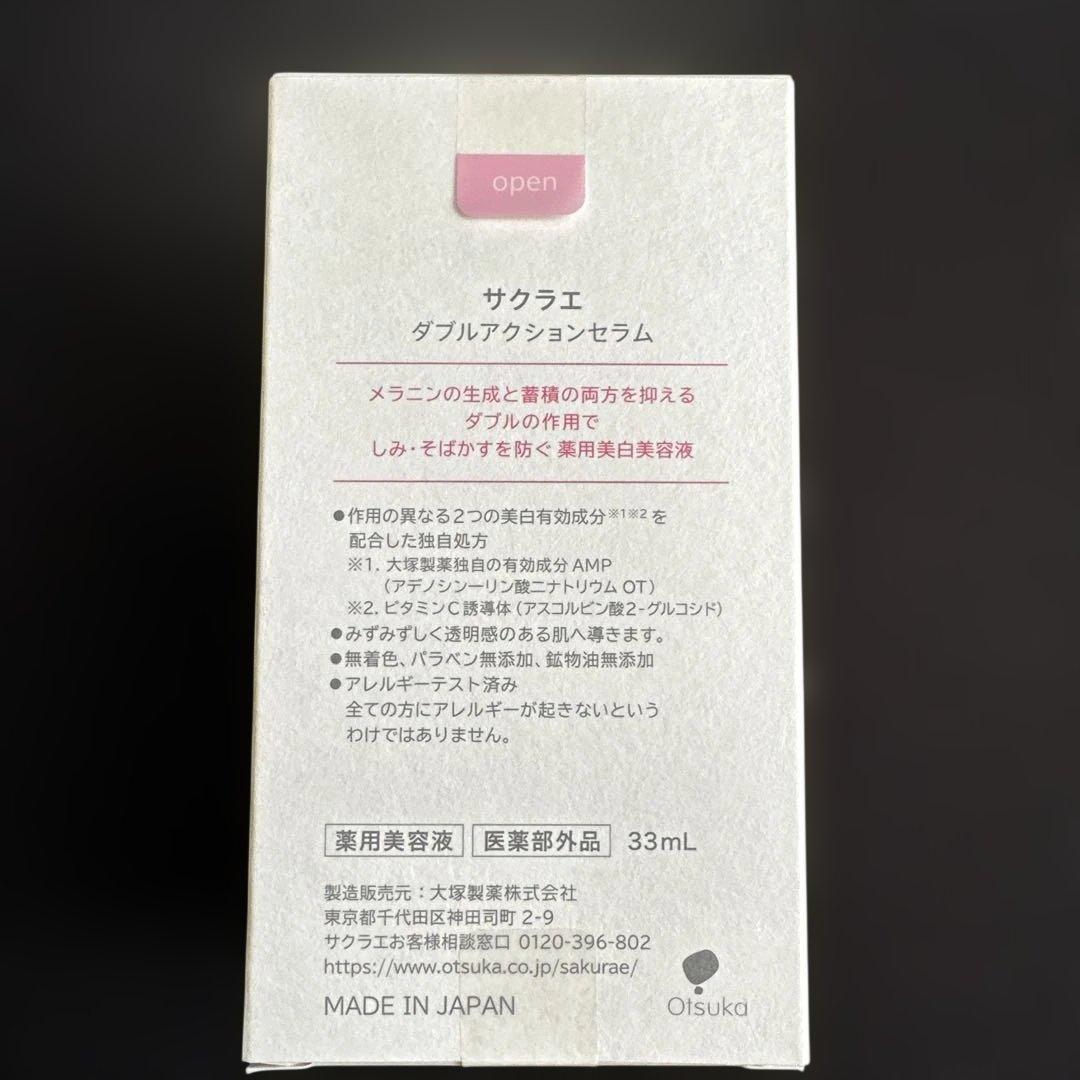 open
サクラエ
ダブルアクションセラム
メラニンの生成と蓄積の両方を抑える
ダブルの作用で
しみ・そばかすを防ぐ 薬用美白美容液
●作用の異なる2つの美白有効成分※1※2を
配合した独自処方
※1. 大塚製薬独自の有効成分 AMP
（アデノシン一リン酸二ナトリウム OT）
※2. ビタミンC誘導体（アスコルビン酸2-グルコシド）
●みずみずしく透明感のある肌へ導きます。
●無着色、パラベン無添加、鉱物油無添加
●アレルギーテスト済み
全ての方にアレルギーが起きないという
わけではありません。
薬用美容液 医薬部外品 33mL
製造販売元：大塚製薬株式会社
東京都千代田区神田司町 2-9
サクラエお客様相談窓口 0120-396-802
https://www.otsuka.co.jp/sakurae/
MADE IN JAPAN
Otsuka